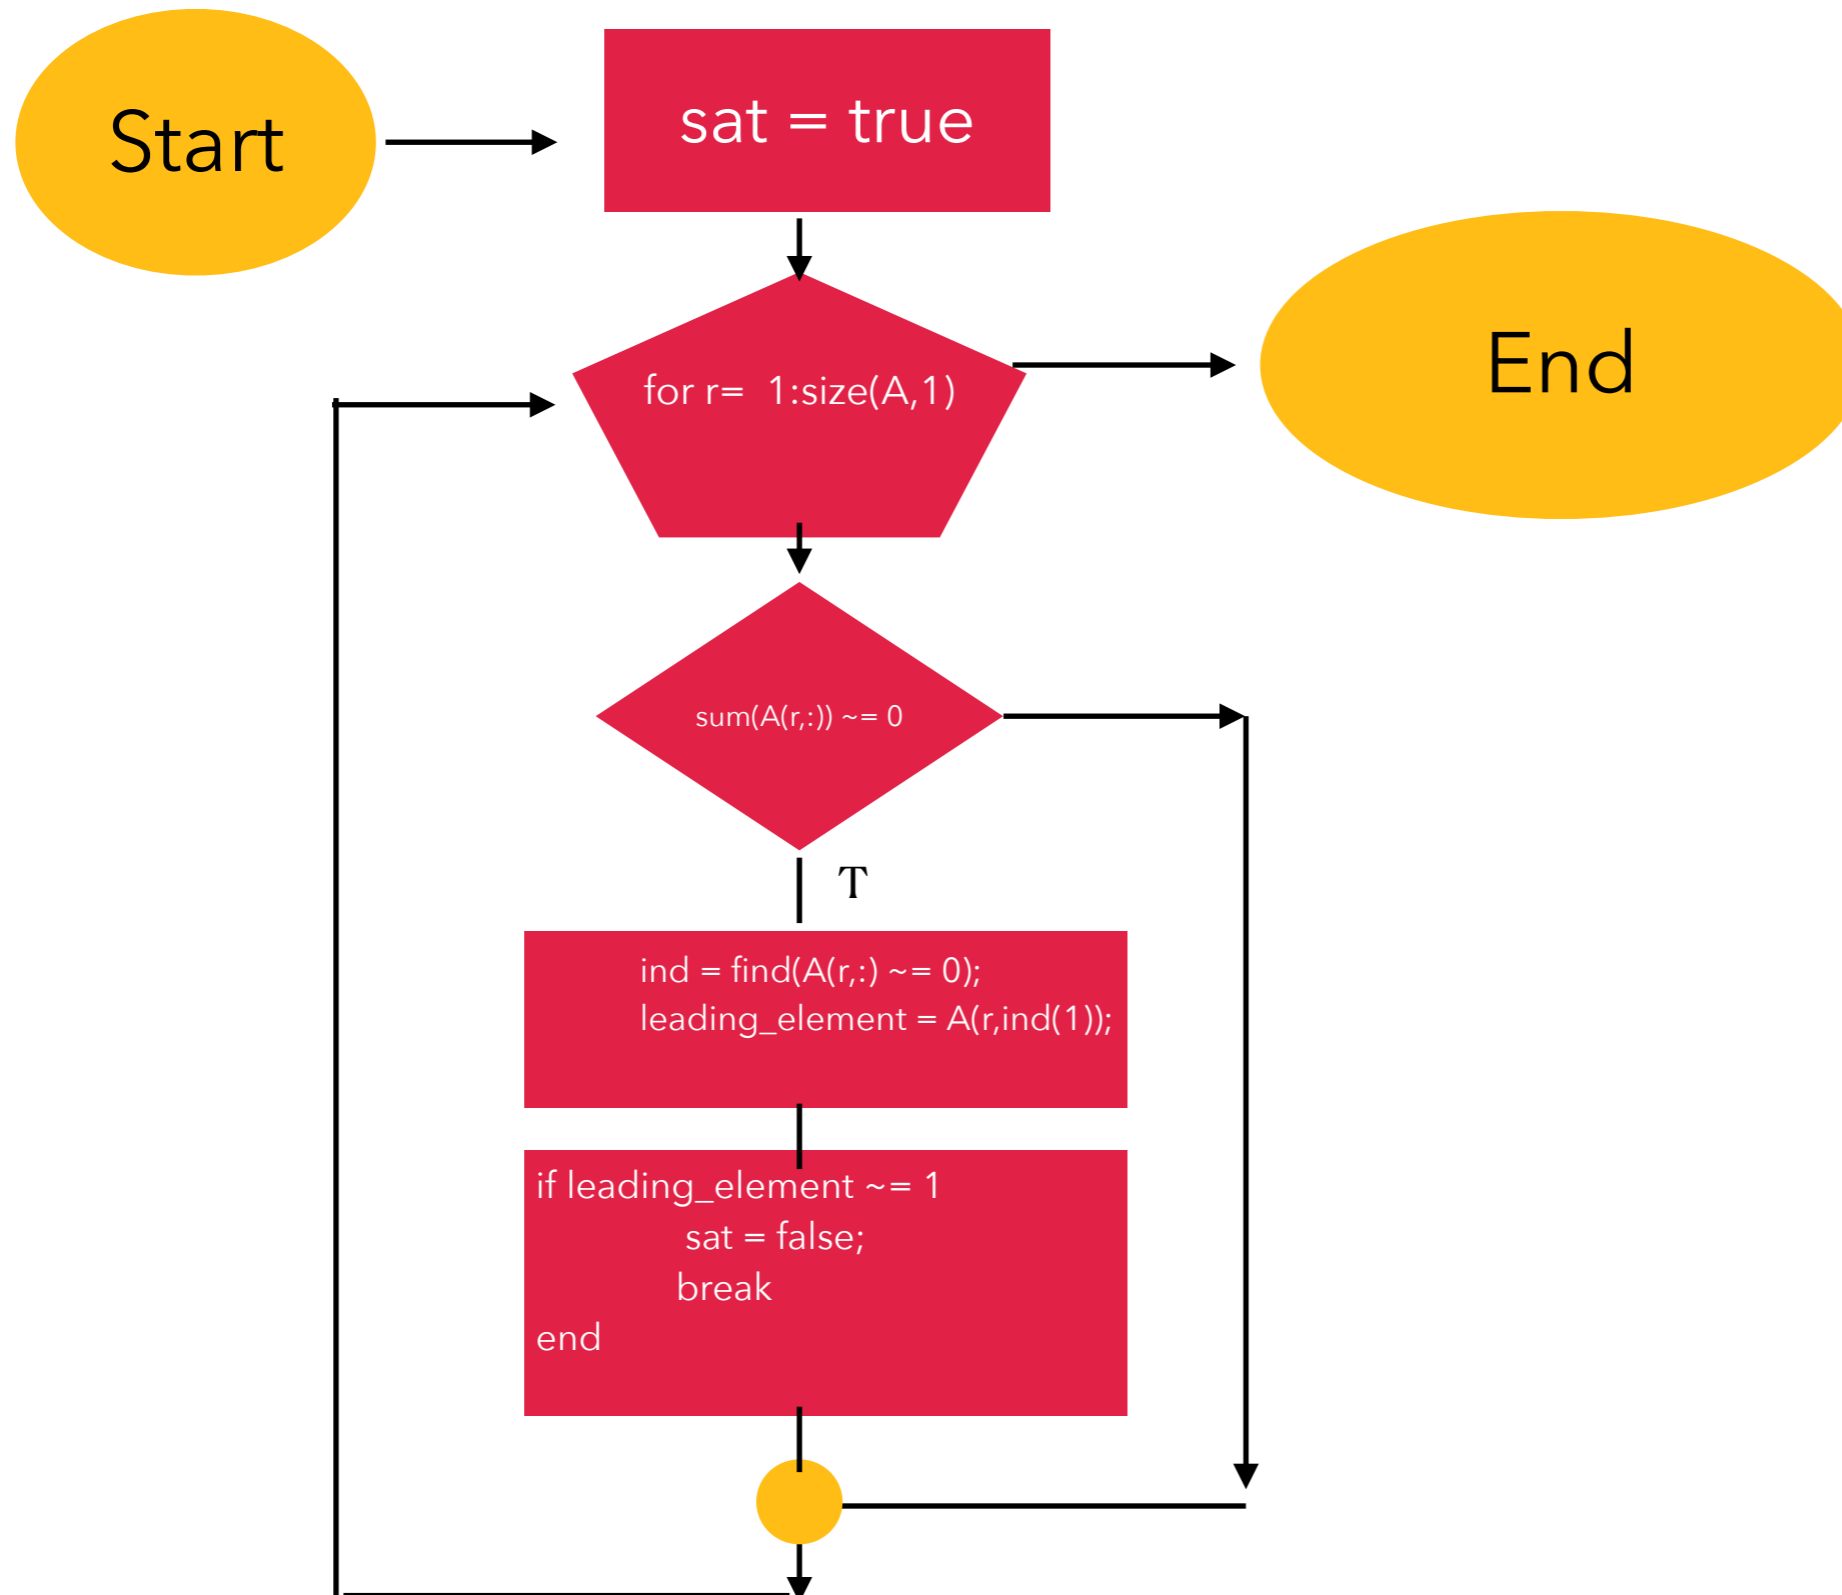 Start
sat = true
End
for r=  1:size(A,1)
sum(A(r,:)) ~= 0
T
ind = find(A(r,:) ~= 0);
leading_element = A(r,ind(1));
if leading_element ~= 1
sat = false;
break
end